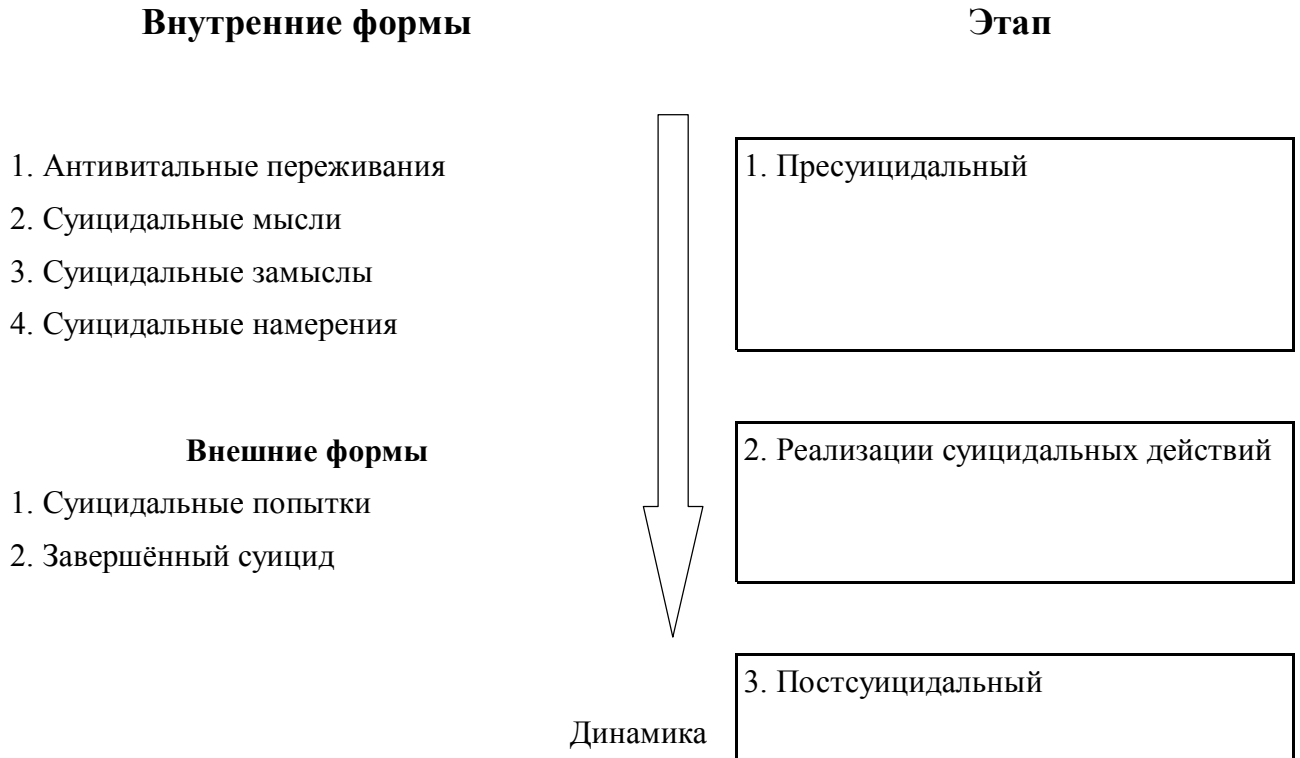 Внутренние формы
Этап
1. Антивитальные переживания
2. Суицидальные мысли
3. Суицидальные замыслы
4. Суицидальные намерения
1. Пресуицидальный
Внешние формы
1. Суицидальные попытки
2. Завершённый суицид
2. Реализации суицидальных действий
3. Постсуицидальный
Динамика